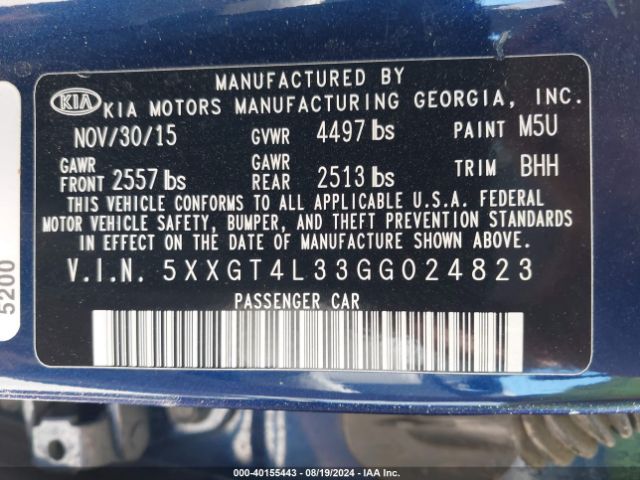 MANUFACTURED BY
KIA KIA MOTORS MANUFACTURING GEORGIA, INC.
NOV/30/15 GVWR 4497 lbs PAINT M5U
GAWR FRONT 2557 lbs GAWR REAR 2513 lbs TRIM BHH
THIS VEHICLE CONFORMS TO ALL APPLICABLE U.S.A. FEDERAL
MOTOR VEHICLE SAFETY, BUMPER, AND THEFT PREVENTION STANDARDS
IN EFFECT ON THE DATE OF MANUFACTURE SHOWN ABOVE.
V.I.N. 5XXGT4L33GG024823
PASSENGER CAR
5200
000-40155443 - 08/19/2024 - IAA Inc.